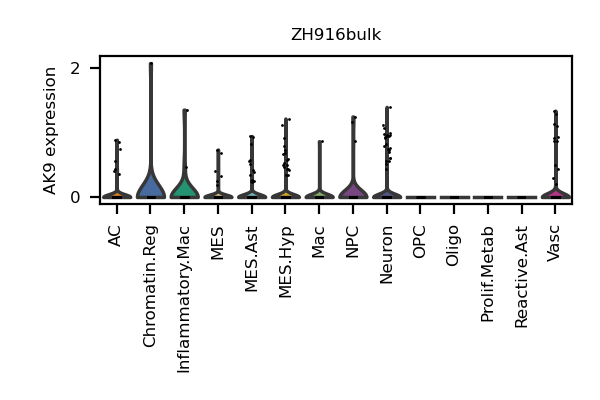 ZH916bulk
AK9 expression
2
0
AC
Chromatin.Reg
Inflammatory.Mac
MES
MES.Ast
MES.Hyp
Mac
NPC
Neuron
OPC
Oligo
Prolif.Metab
Reactive.Ast
Vasc